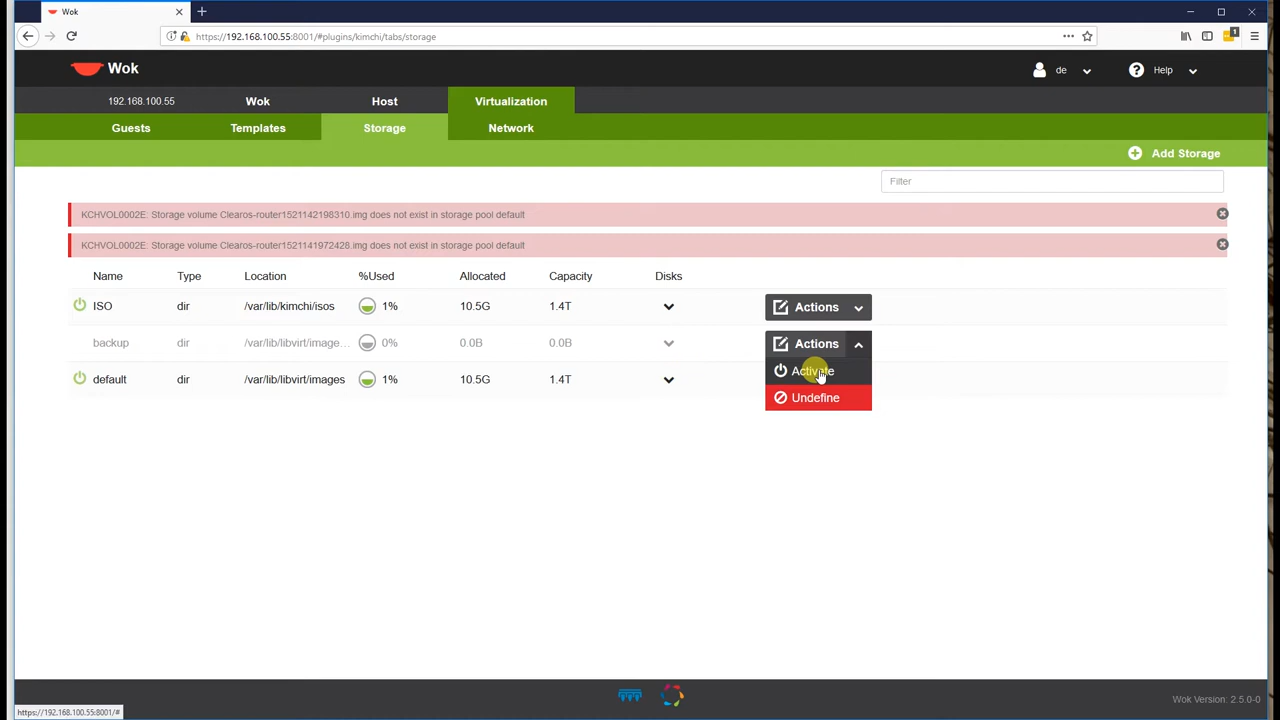 Wok
https://192.168.100.55:8001/#plugins/kimchi/tabs/storage
1
Wok
de
Help
192.168.100.55
Wok
Host
Virtualization
Guests
Templates
Storage
Network
Add Storage
Filter
KCHVOL0002E: Storage volume Clearos-router1521142198310.img does not exist in storage pool default
KCHVOL0002E: Storage volume Clearos-router1521141972428.img does not exist in storage pool default
Name Type Location %Used Allocated Capacity Disks
ISO dir /var/lib/kimchi/isos 1% 10.5G 1.4T Actions
backup dir /var/lib/libvirt/image... 0% 0.0B 0.0B Actions
Activate
default dir /var/lib/libvirt/images 1% 10.5G 1.4T
Undefine
Wok Version: 2.5.0-0
https://192.168.100.55:8001/#